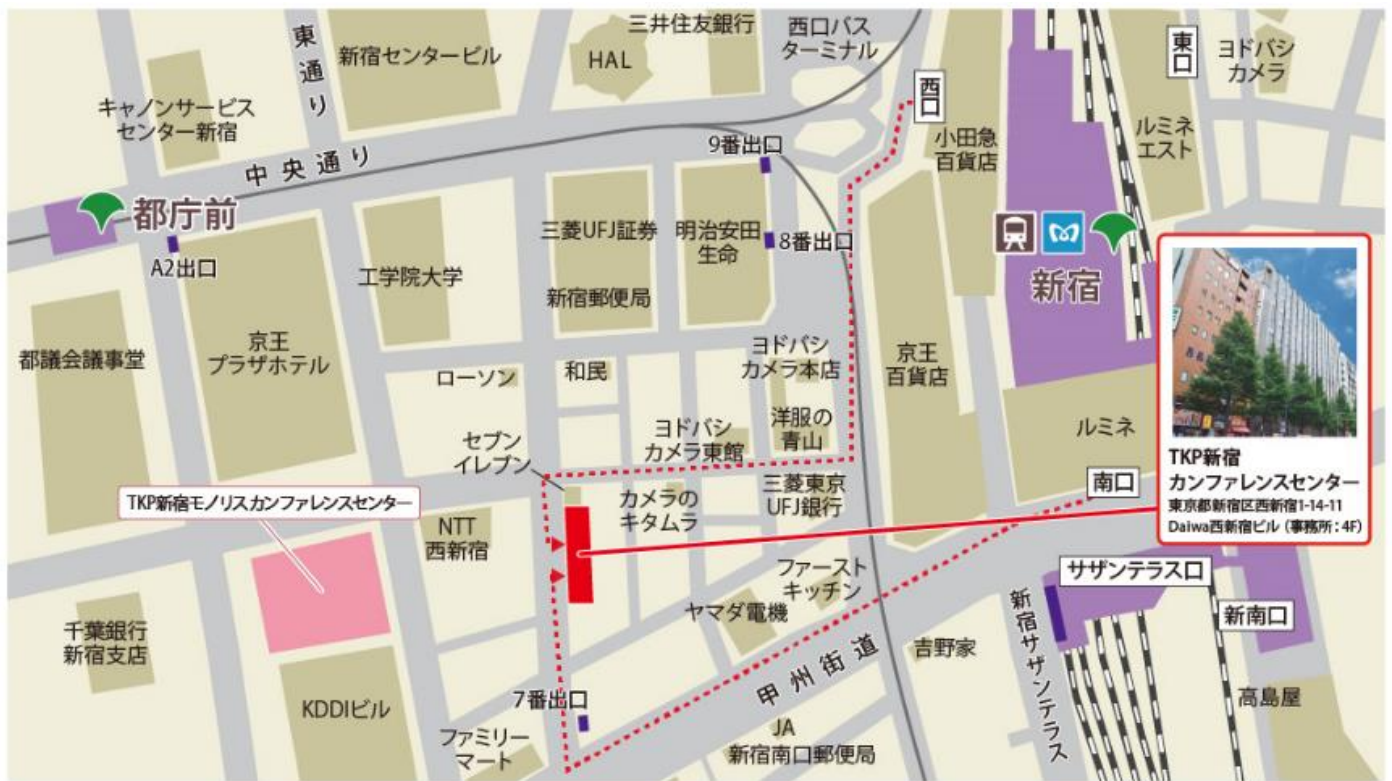 東通り
新宿センタービル
HAL
三井住友銀行
西口バス
ターミナル
西口
東口
ヨドバシ
カメラ
キャノンサービス
センター新宿
中央通り
9番出口
小田急
百貨店
ルミネ
エスト
都庁前
A2出口
工学院大学
三菱UFJ証券
新宿郵便局
明治安田
生命
8番出口
新宿
都議会議事堂
京王
プラザホテル
ローソン
和民
ヨドバシ
カメラ本店
京王
百貨店
セブン
イレブン
ヨドバシ
カメラ東館
洋服の
青山
ルミネ
TKP新宿
カンファレンスセンター
東京都新宿区西新宿1-14-11
Daiwa西新宿ビル（事務所：4F）
TKP新宿モノリスカンファレンスセンター
NTT
西新宿
カメラの
キタムラ
三菱東京
UFJ銀行
南口
サザンテラス口
新南口
ファースト
キッチン
ヤマダ電機
千葉銀行
新宿支店
KDDIビル
7番出口
ファミリー
マート
甲州街道
吉野家
新宿サザンテラス
高島屋
JA
新宿南口郵便局